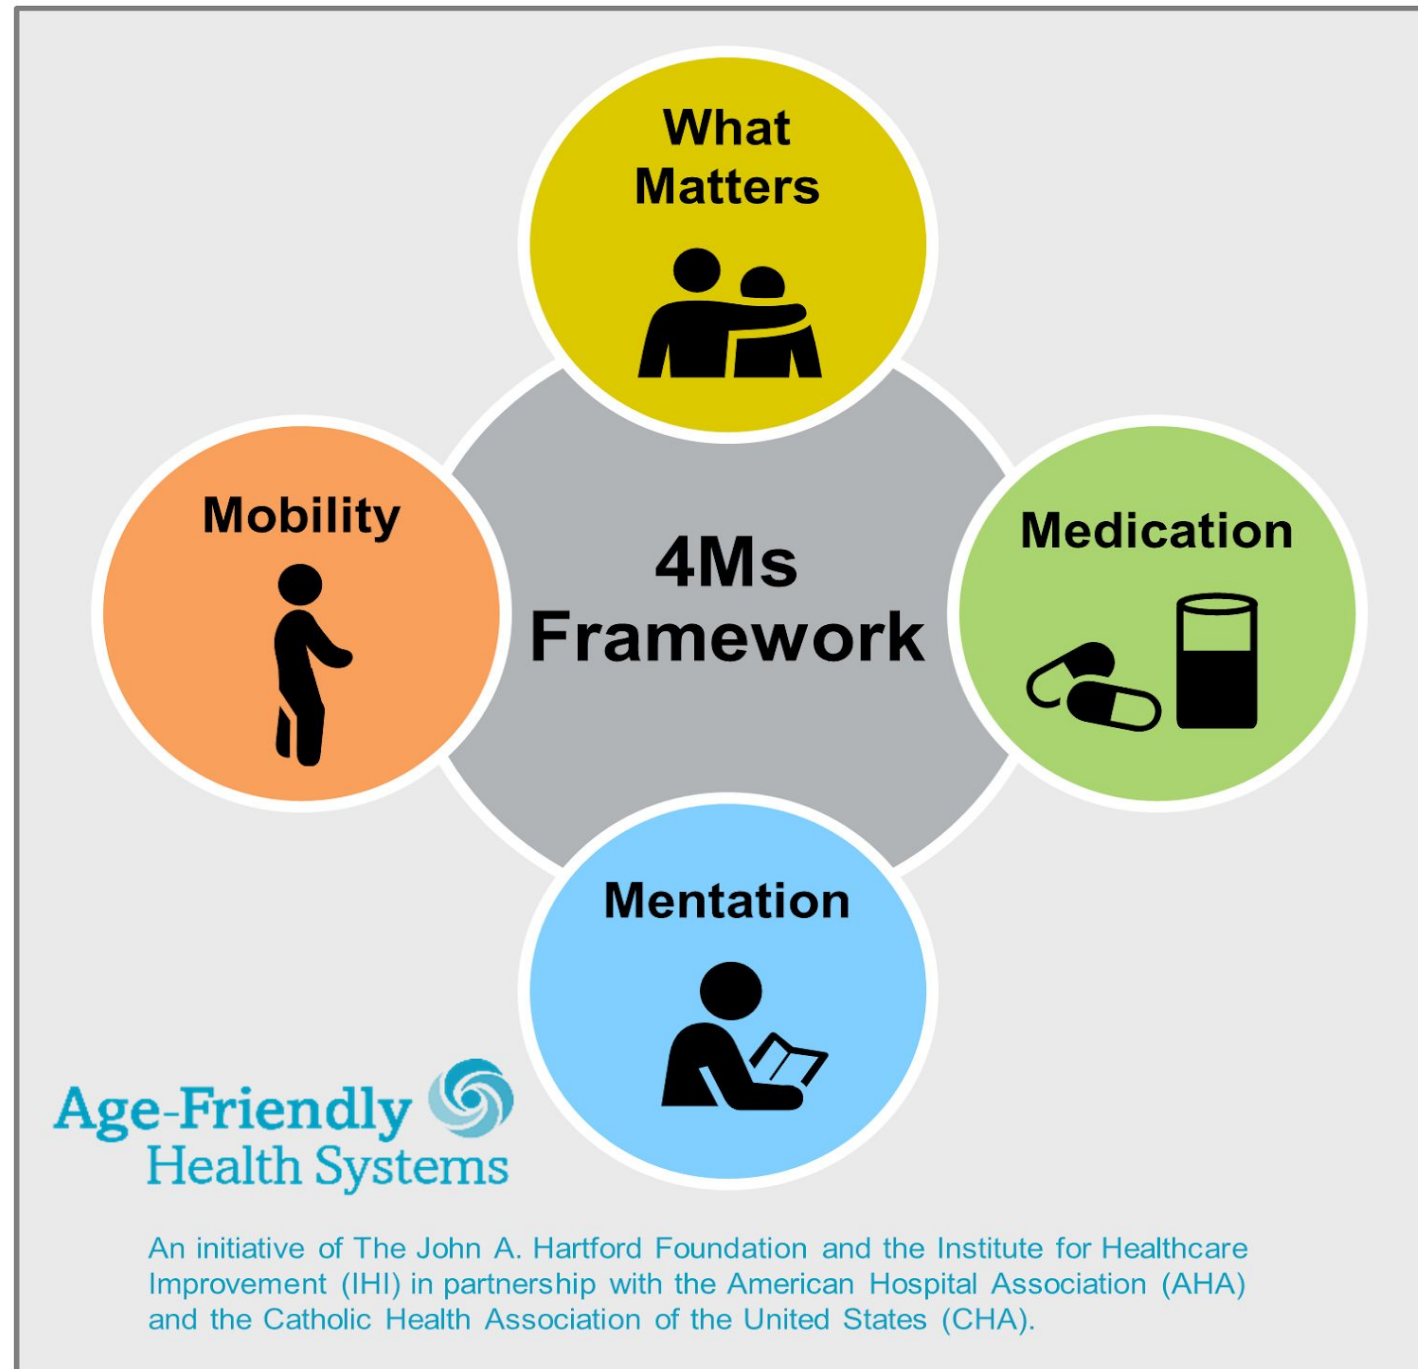 What
Matters
Mobility
4Ms
Framework
Medication
Mentation
Age-Friendly
Health Systems
An initiative of The John A. Hartford Foundation and the Institute for Healthcare
Improvement (IHI) in partnership with the American Hospital Association (AHA)
and the Catholic Health Association of the United States (CHA).